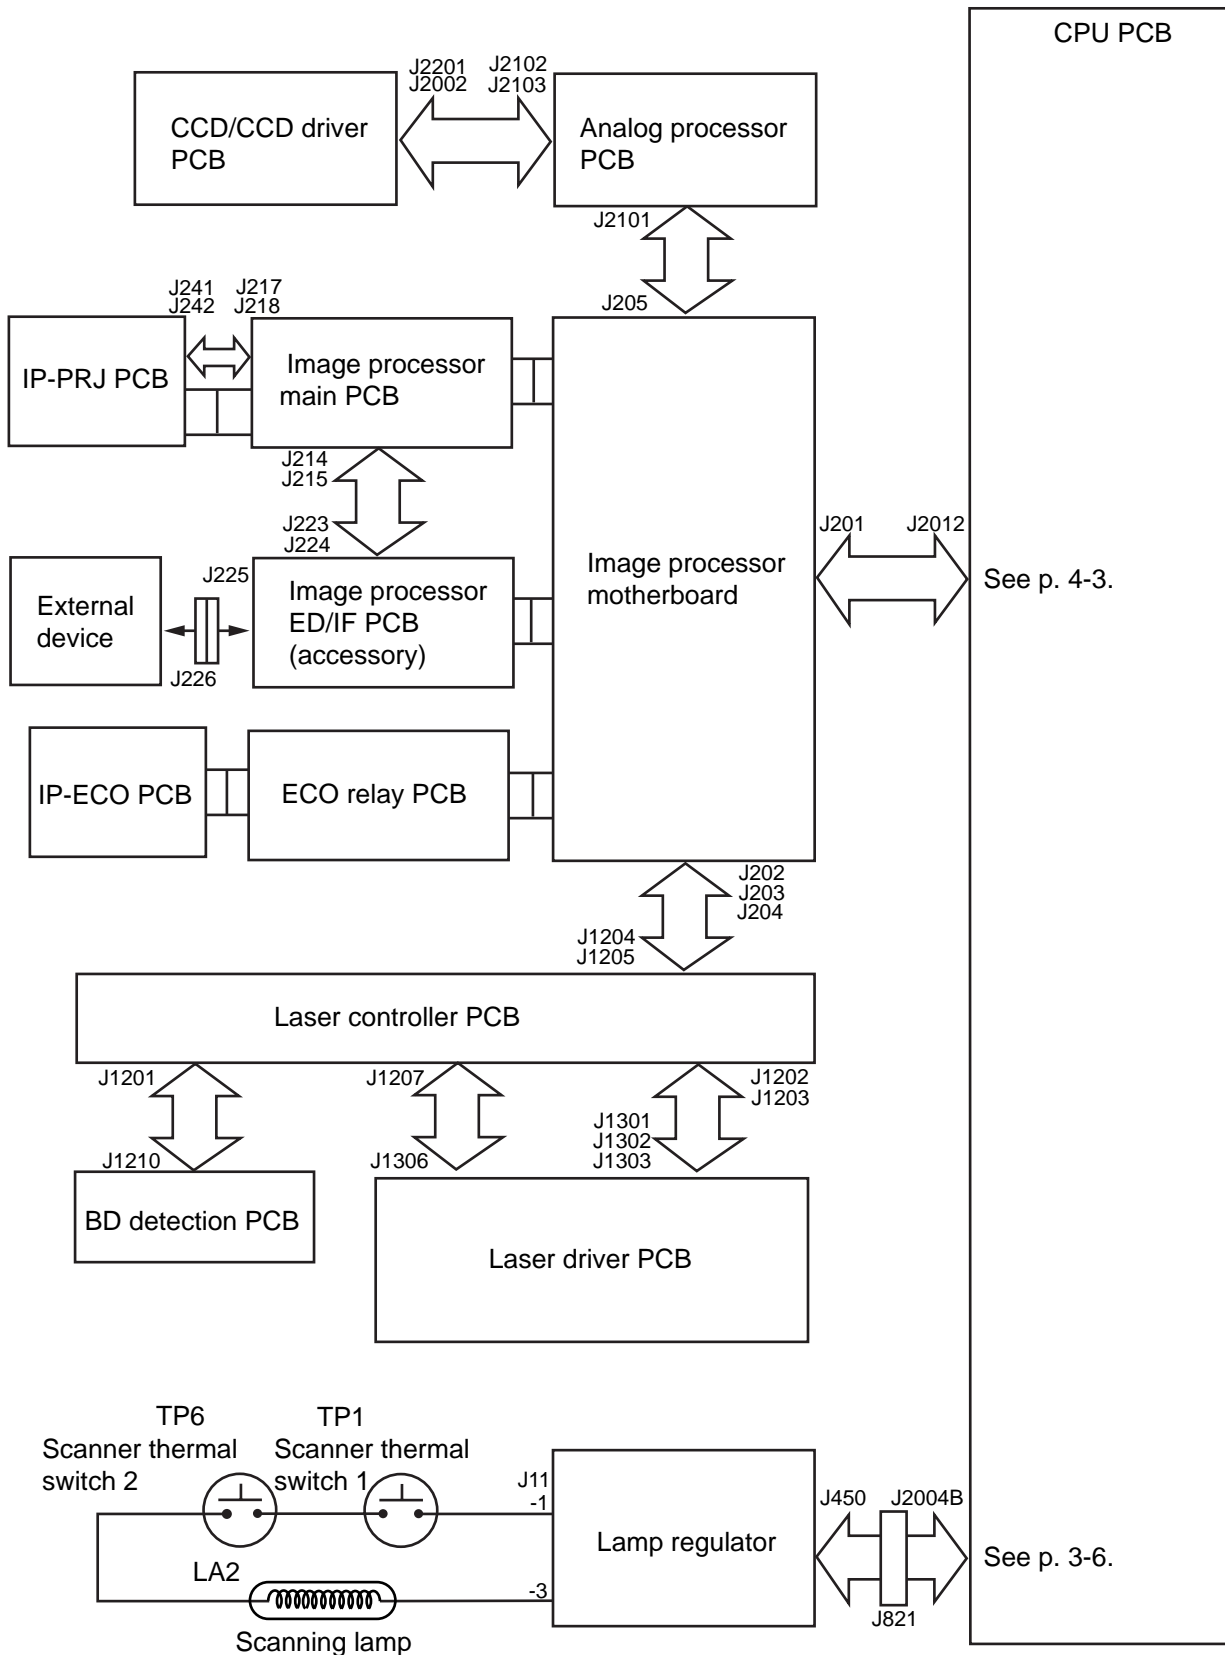 CPU PCB
J2201
J2002
J2102
J2103
CCD/CCD driver
PCB
Analog processor
PCB
J2101
J241
J242
J217
J218
J205
IP-PRJ PCB
Image processor
main PCB
J214
J215
J223
J224
J201
J2012
Image processor
motherboard
See p. 4-3.
J225
External
device
Image processor
ED/IF PCB
(accessory)
J226
IP-ECO PCB
ECO relay PCB
J202
J203
J204
J1204
J1205
Laser controller PCB
J1201
J1207
J1202
J1203
J1301
J1302
J1303
J1210
J1306
BD detection PCB
Laser driver PCB
TP6
Scanner thermal
switch 2
TP1
Scanner thermal
switch 1
J11
-1
J450
J2004B
Lamp regulator
See p. 3-6.
LA2
-3
J821
Scanning lamp